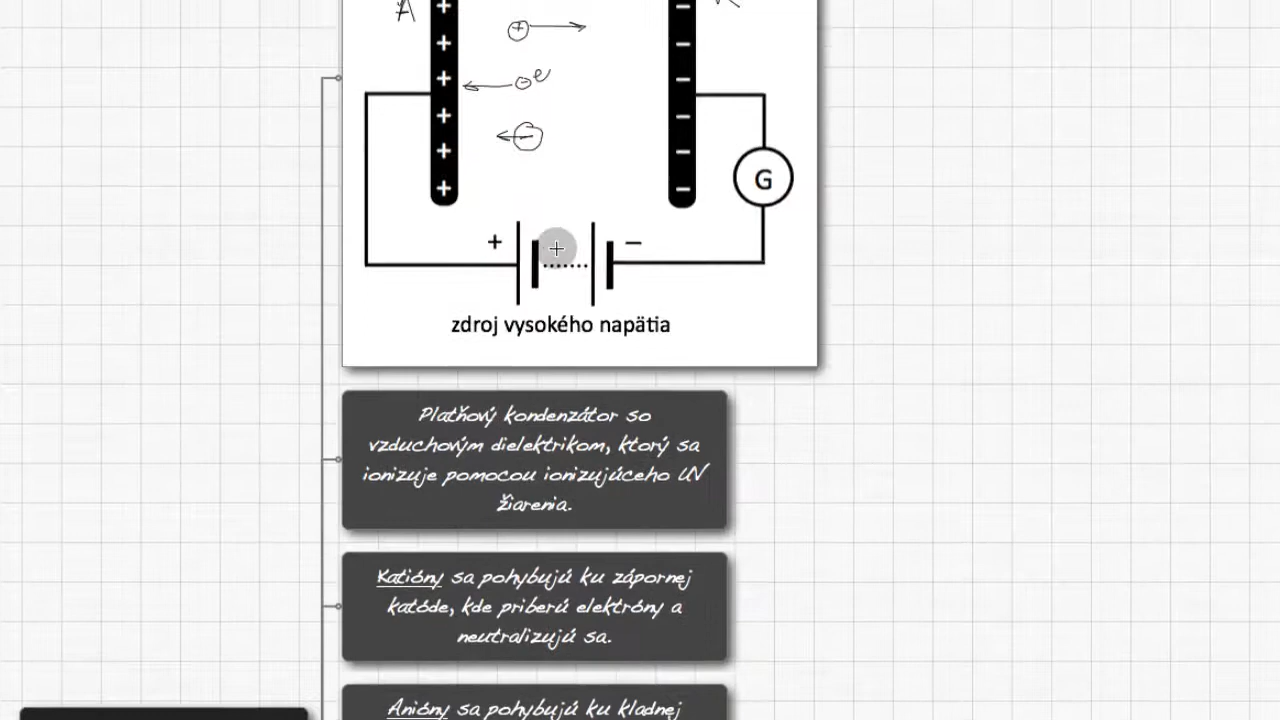 A + − K
+ −
+ e
+ −
− −
+ −
+ −
+ −
G
+ + −
zdroj vysokého napätia
Platňový kondenzátor so
vzduchovým dielektrikom, ktorý sa
ionizuje pomocou ionizujúceho UV
žiarenia.
Katióny sa pohybujú ku zápornej
katóde, kde priberú elektróny a
neutralizujú sa.
Anióny sa pohybujú ku kladnej